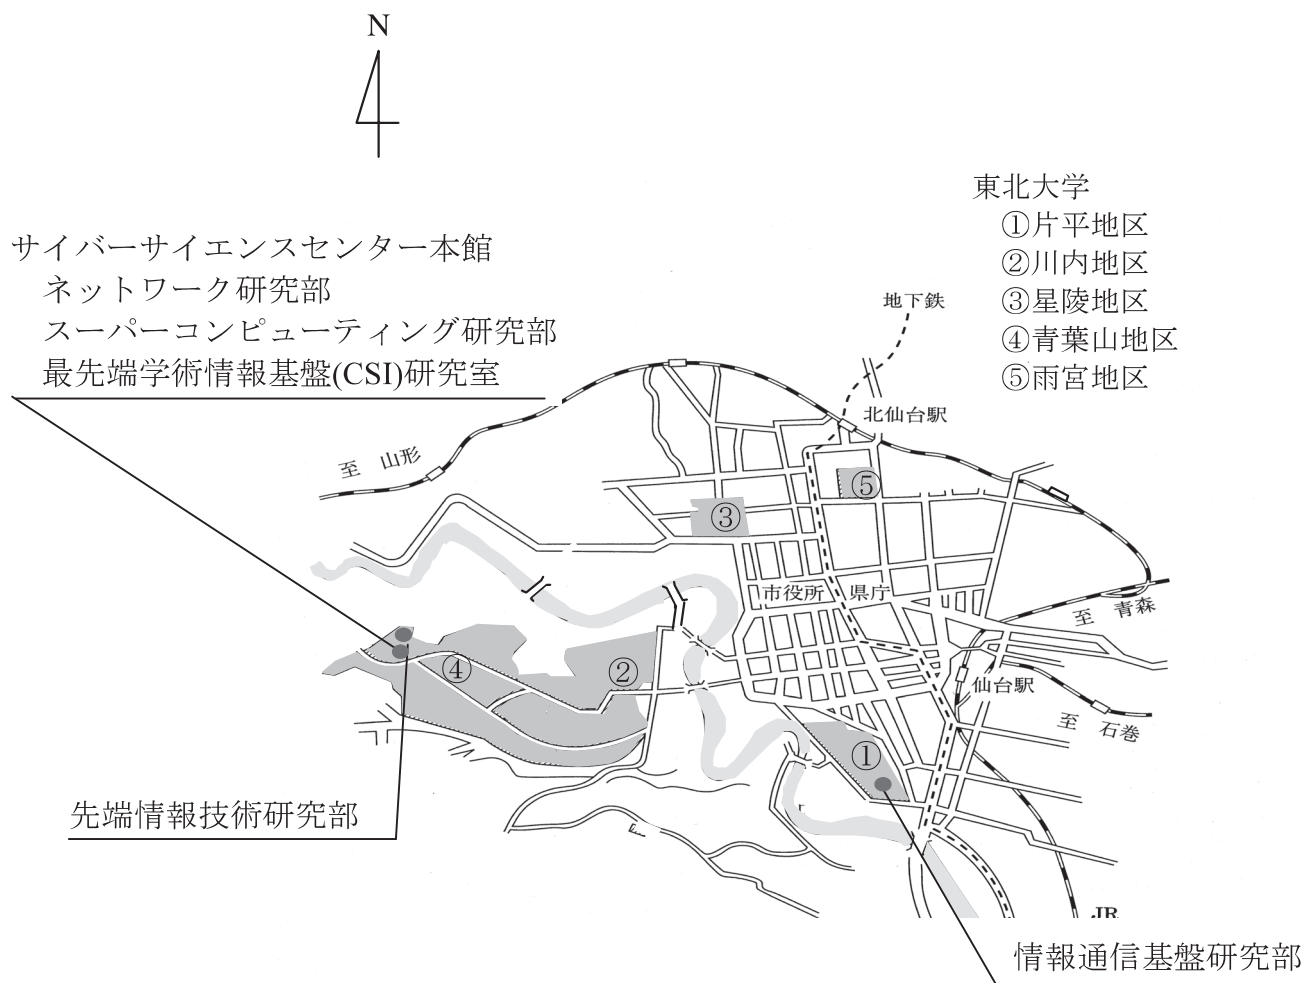 N
東北大学
①片平地区
②川内地区
③星陵地区
④青葉山地区
⑤雨宮地区
サイバーサイエンスセンター本館
ネットワーク研究部
スーパーコンピューティング研究部
最先端学術情報基盤(CSI)研究室
地下鉄
北仙台駅
至 山形
⑤
③
市役所
県庁
至 青森
④
②
仙台駅
至 石巻
①
先端情報技術研究部
JR
情報通信基盤研究部